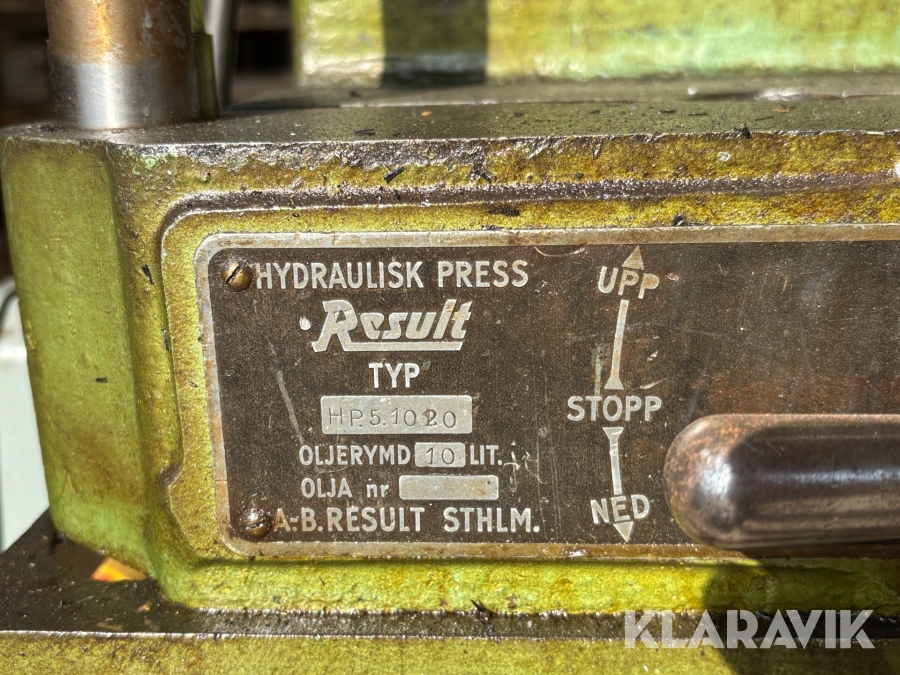 HYDRAULISK PRESS
Result
TYP
HP.5.1020
OLJERYMD 10 LIT.
OLJA nr
A-B. RESULT STHLM.
UPP
STOPP
NED
KLARAVIK